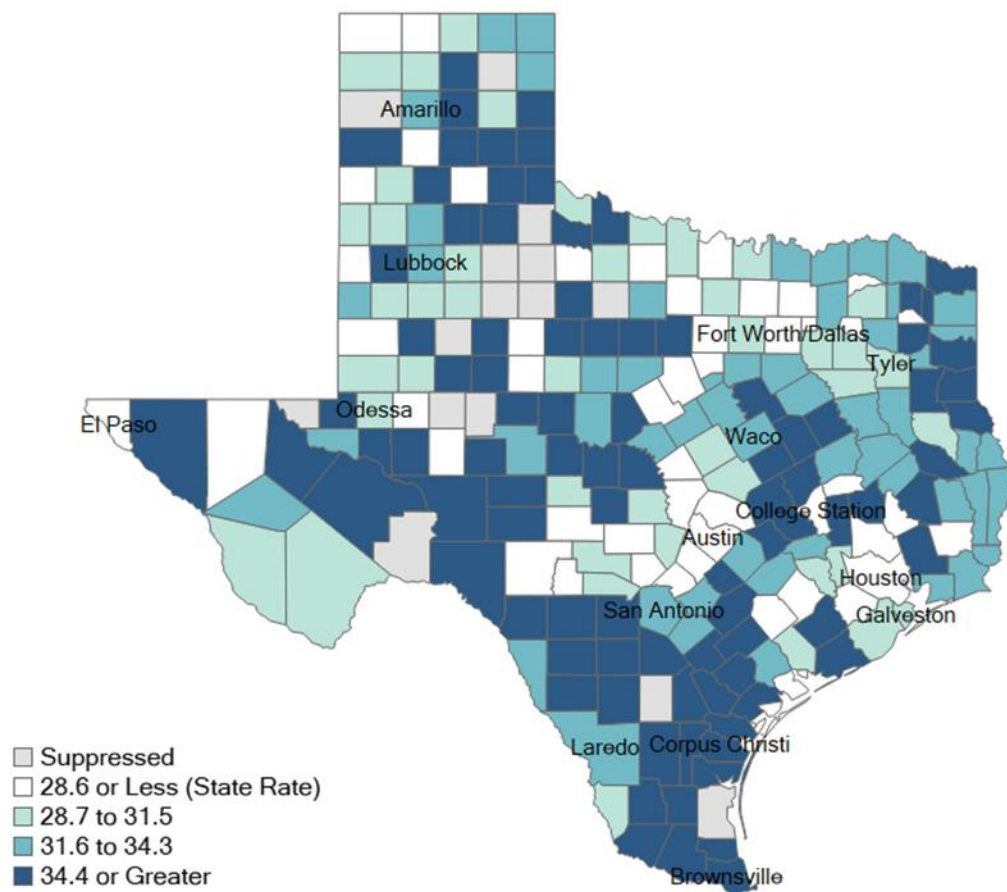 Amarillo
Lubbock
Fort Worth/Dallas
Tyler
El Paso
Odessa
Waco
College Station
Austin
Houston
San Antonio
Galveston
Laredo
Corpus Christi
Brownsville
Suppressed
28.6 or Less (State Rate)
28.7 to 31.5
31.6 to 34.3
34.4 or Greater